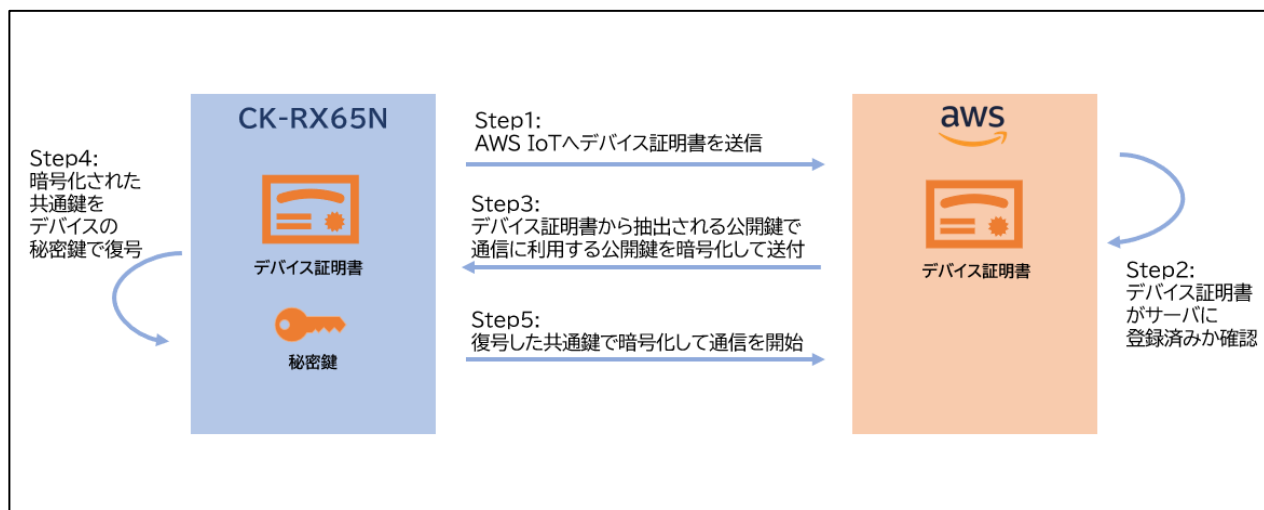 CK-RX65N
デバイス証明書
秘密鍵
aws
デバイス証明書
Step1:
AWS IoTへデバイス証明書を送信
Step2:
デバイス証明書
がサーバに
登録済みか確認
Step3:
デバイス証明書から抽出される公開鍵で
通信に利用する公開鍵を暗号化して送付
Step4:
暗号化された
共通鍵を
デバイスの
秘密鍵で復号
Step5:
復号した共通鍵で暗号化して通信を開始